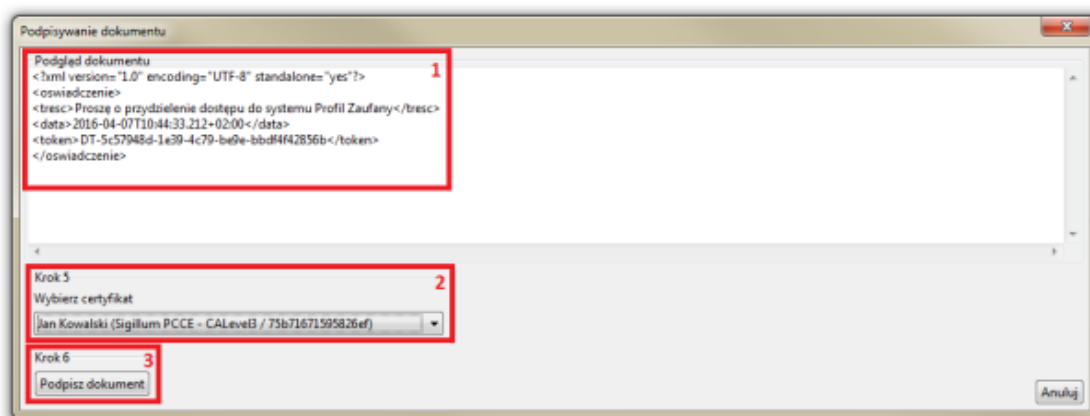 Podpisywanie dokumentu
Podgląd dokumentu
1
<?xml version="1.0" encoding="UTF-8" standalone="yes"?>
<oswiadczenie>
<tresc>Proszę o przydzielenie dostępu do systemu Profil Zaufany</tresc>
<data>2016-04-07T10:44:33.212+02:00</data>
<token>DT-5c57948d-1e39-4c79-be9e-bbdf4f42856b</token>
</oswiadczenie>
Krok 5
2
Wybierz certyfikat
Jan Kowalski (Sigillum PCCE - CALevel3 / 75b71671595826ef)
Krok 6
3
Podpisz dokument
Anuluj